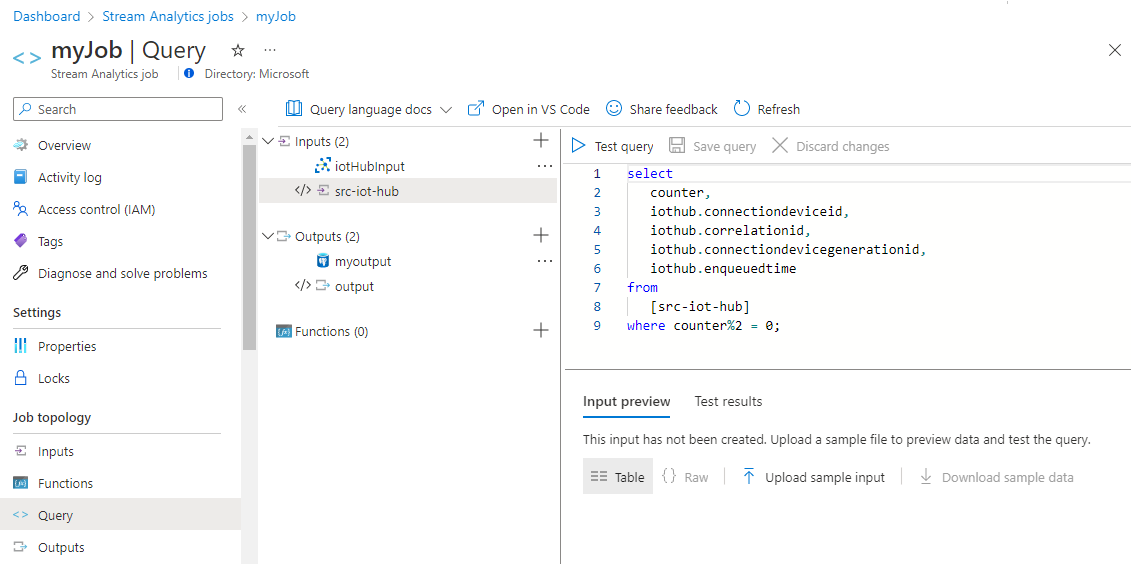 Dashboard > Stream Analytics jobs > myJob
<> myJob | Query ☆ ...
Stream Analytics job | Directory: Microsoft
Search
«
Overview
Activity log
Access control (IAM)
Tags
Diagnose and solve problems
Settings
Properties
Locks
Job topology
Inputs
Functions
<> Query
Outputs
Query language docs
Open in VS Code
Share feedback
Refresh
Inputs (2)
iotHubInput
</> src-iot-hub
Outputs (2)
myoutput
</> output
Functions (0)
Test query
Save query
Discard changes
1 select
2 counter,
3 iothub.connectiondeviceid,
4 iothub.correlationid,
5 iothub.connectiondevicegenerationid,
6 iothub.enqueuedtime
7 from
8 [src-iot-hub]
9 where counter%2 = 0;
Input preview
Test results
This input has not been created. Upload a sample file to preview data and test the query.
Table
{} Raw
Upload sample input
Download sample data